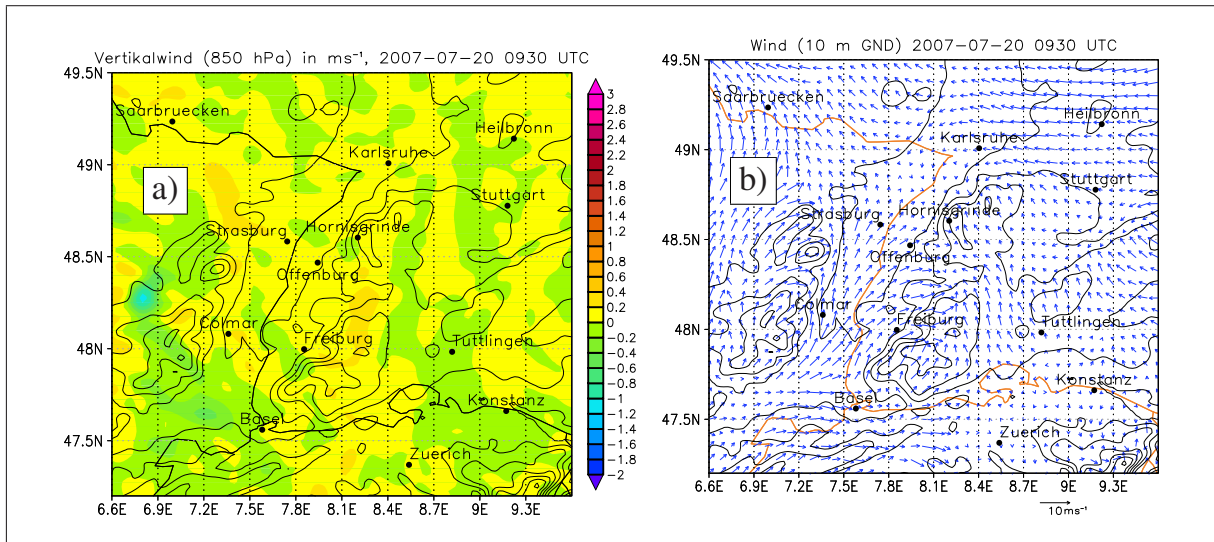 Vertikalwind (850 hPa) in ms⁻¹, 2007-07-20 0930 UTC
49.5N
49N
48.5N
48N
47.5N
6.6E 6.9E 7.2E 7.5E 7.8E 8.1E 8.4E 8.7E 9E 9.3E
a)
Saarbruecken
Heilbronn
Karlsruhe
Stuttgart
Strasburg
Hornisgrinde
Offenburg
Colmar
Freiburg
Tuttlingen
Konstanz
Basel
Zuerich
3
2.8
2.6
2.4
2.2
2
1.8
1.6
1.4
1.2
1
0.8
0.6
0.4
0.2
0
−0.2
−0.4
−0.6
−0.8
−1
−1.2
−1.4
−1.6
−1.8
−2
Wind (10 m GND) 2007-07-20 0930 UTC
49.5N
49N
48.5N
48N
47.5N
6.6E 6.9E 7.2E 7.5E 7.8E 8.1E 8.4E 8.7E 9E 9.3E
b)
Saarbruecken
Heilbronn
Karlsruhe
Stuttgart
Strasburg
Hornisgrinde
Offenburg
Colmar
Freiburg
Tuttlingen
Konstanz
Basel
Zuerich
10ms⁻¹